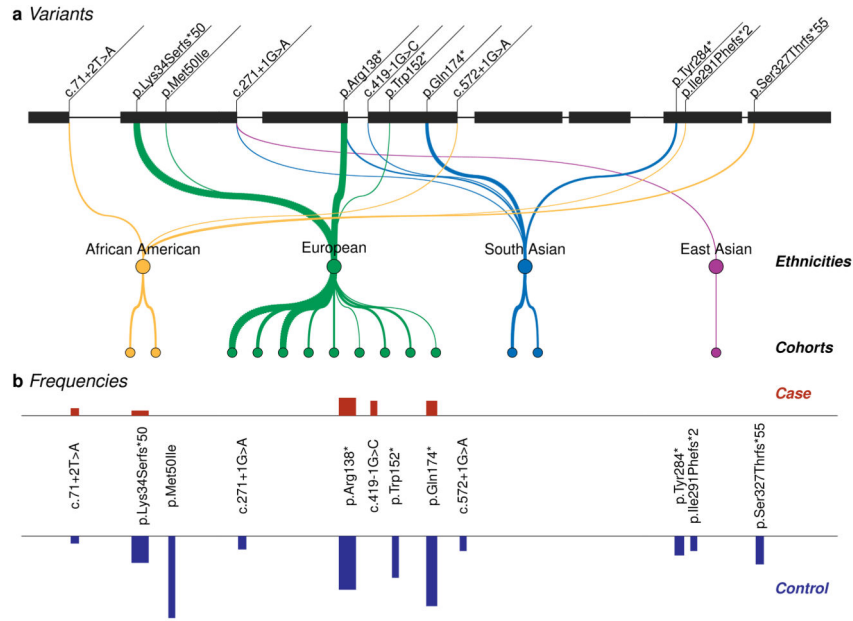 a Variants
c.71+2T>A
p.Lys34Serfs*50
p.Met50Ile
c.271+1G>A
p.Arg138*
c.419-1G>C
p.Trp152*
p.Gln174*
c.572+1G>A
p.Tyr284*
p.Ile291Phefs*2
p.Ser327Thrfs*55
African American
European
South Asian
East Asian
Ethnicities
Cohorts
b Frequencies
Case
c.71+2T>A
p.Lys34Serfs*50
p.Met50Ile
c.271+1G>A
p.Arg138*
c.419-1G>C
p.Trp152*
p.Gln174*
c.572+1G>A
p.Tyr284*
p.Ile291Phefs*2
p.Ser327Thrfs*55
Control